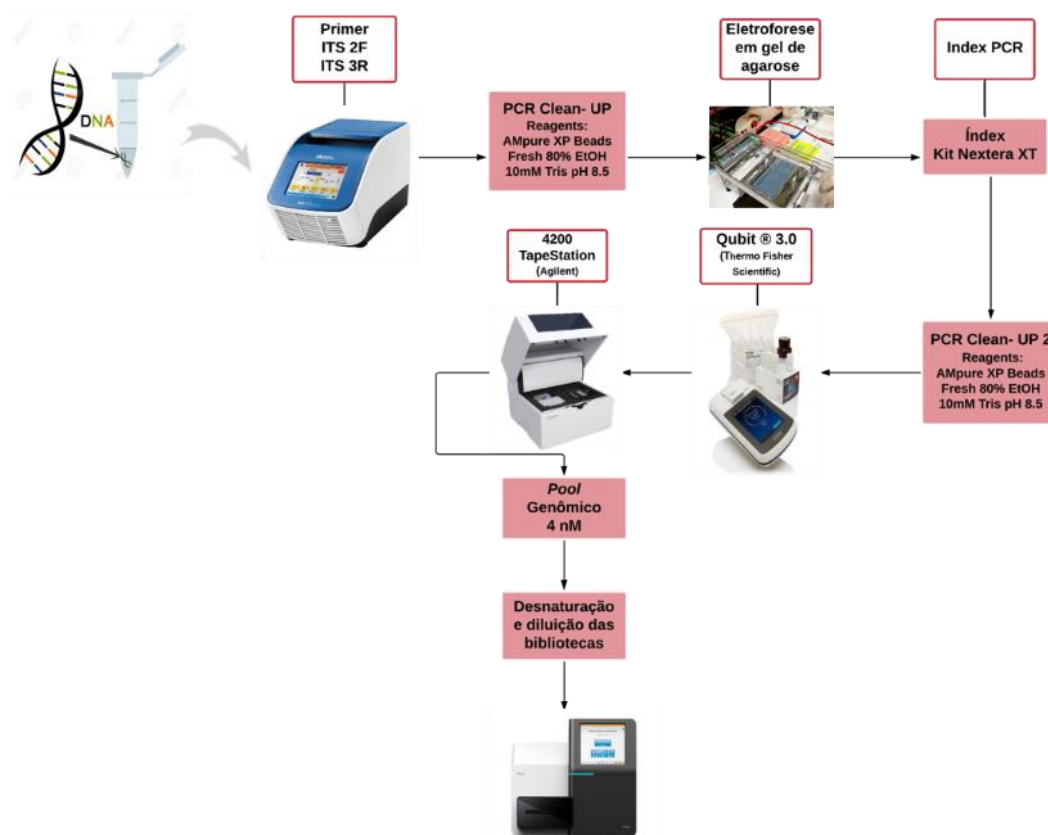 DNA
Primer
ITS 2F
ITS 3R
PCR Clean- UP
Reagents:
AMpure XP Beads
Fresh 80% EtOH
10mM Tris pH 8.5
Eletroforese
em gel de
agarose
Index PCR
Índex
Kit Nextera XT
PCR Clean- UP 2
Reagents:
AMpure XP Beads
Fresh 80% EtOH
10mM Tris pH 8.5
Qubit ® 3.0
(Thermo Fisher
Scientific)
4200
TapeStation
(Agilent)
Pool
Genômico
4 nM
Desnaturação
e diluição das
bibliotecas